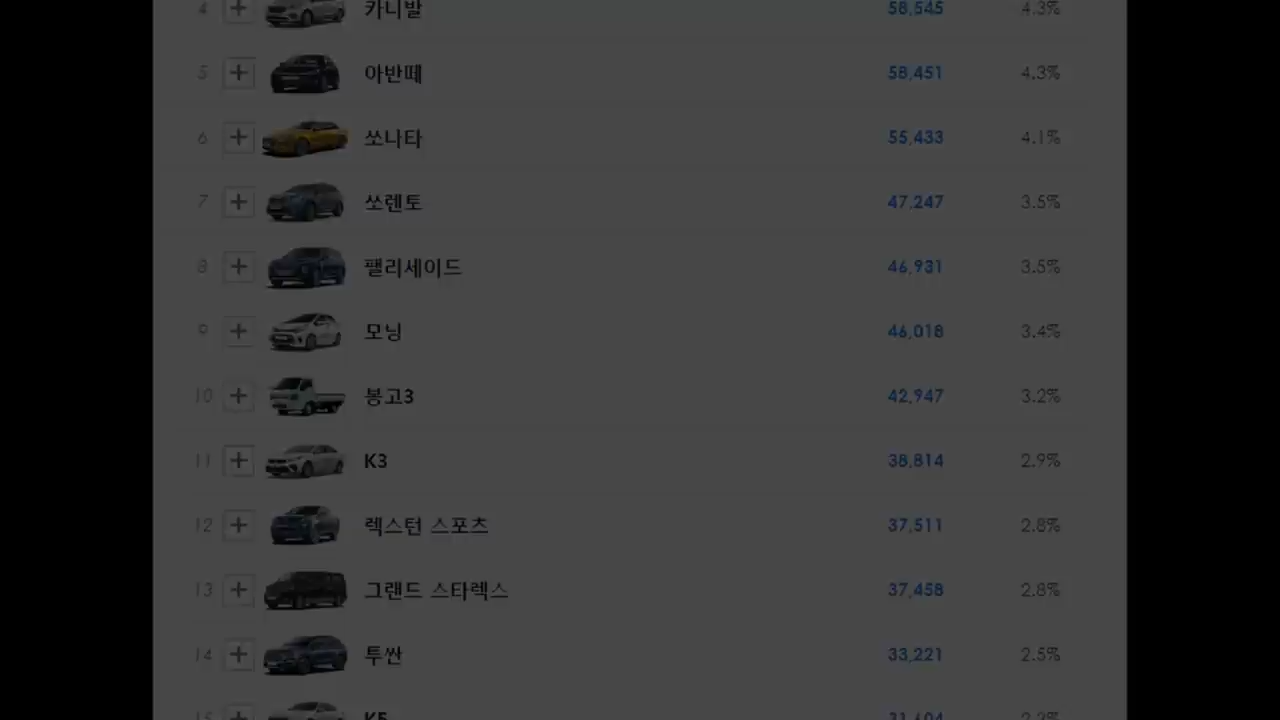 4 + 카니발 58,545 4.3%
5 + 아반떼 58,451 4.3%
6 + 쏘나타 55,433 4.1%
7 + 쏘렌토 47,247 3.5%
8 + 팰리세이드 46,931 3.5%
9 + 모닝 46,018 3.4%
10 + 봉고3 42,947 3.2%
11 + K3 38,814 2.9%
12 + 렉스턴 스포츠 37,511 2.8%
13 + 그랜드 스타렉스 37,458 2.8%
14 + 투싼 33,221 2.5%
15 + K5